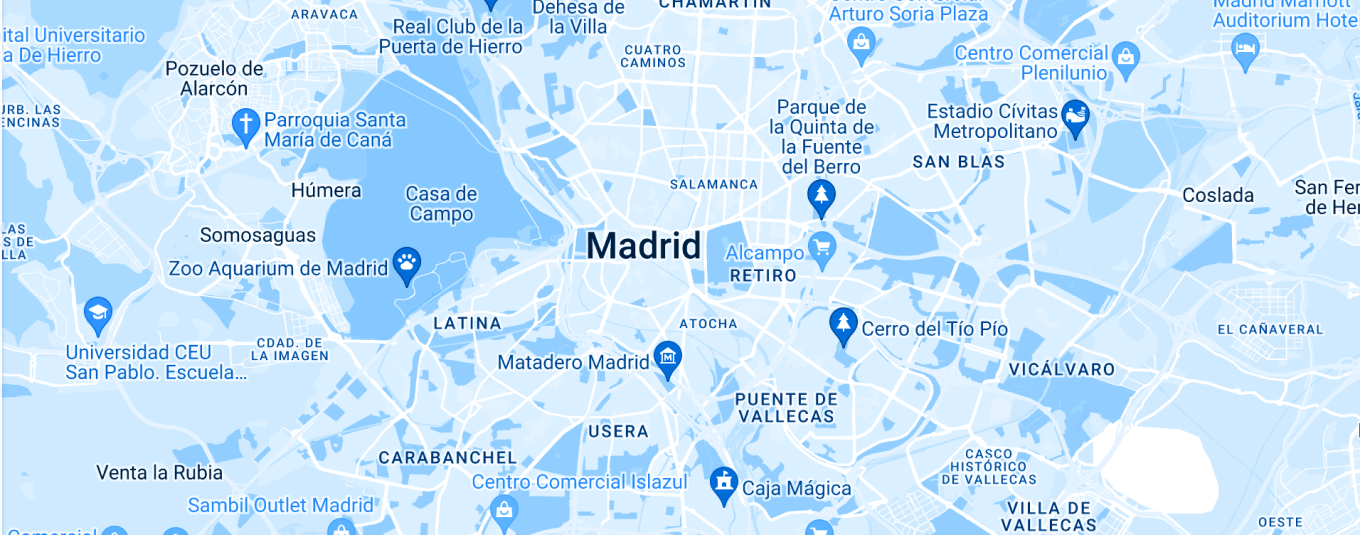 ARAVACA
Real Club de la
Puerta de Hierro
Dehesa de
la Villa
CHAMARTÍN
Arturo Soria Plaza
Madrid Marriott
Auditorium Hote
ital Universitario
a De Hierro
Pozuelo de
Alarcón
CUATRO
CAMINOS
Centro Comercial
Plenilunio
URB. LAS
ENCINAS
Parroquia Santa
María de Caná
Parque de
la Quinta de
la Fuente
del Berro
Estadio Cívitas
Metropolitano
SAN BLAS
Húmera
Casa de
Campo
SALAMANCA
Coslada
San Fer
de Her
LAS
S DE
LLA
Somosaguas
Zoo Aquarium de Madrid
Madrid
Alcampo
RETIRO
LATINA
ATOCHA
Cerro del Tío Pío
EL CAÑAVERAL
Universidad CEU
San Pablo. Escuela...
CDAD. DE
LA IMAGEN
Matadero Madrid
VICÁLVARO
PUENTE DE
VALLECAS
USERA
CARABANCHEL
Venta la Rubia
CASCO
HISTÓRICO
DE VALLECAS
Centro Comercial Islazul
Caja Mágica
Sambil Outlet Madrid
VILLA DE
VALLECAS
OESTE
Comercial